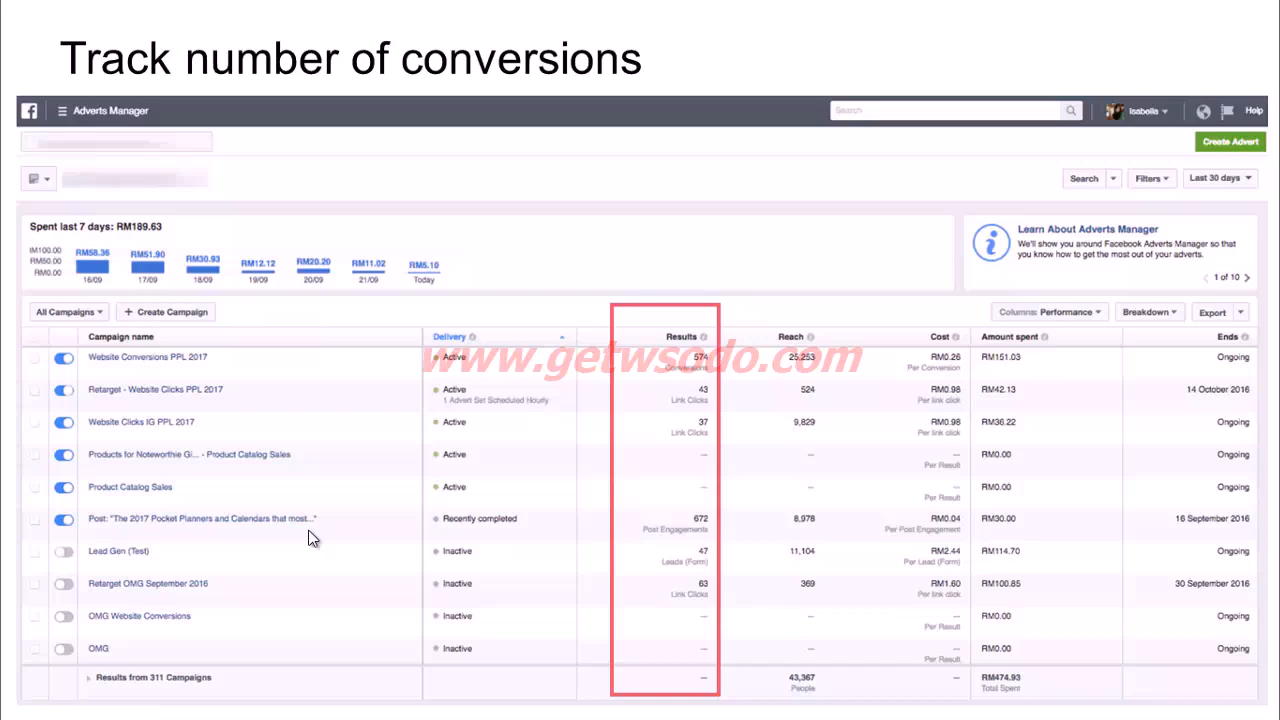 Track number of conversions
Adverts Manager
Search
Isabella
Help
Create Advert
Search
Filters
Last 30 days
Spent last 7 days: RM189.63
RM50.00
RM0.00
RM58.36
RM51.90
RM30.93
RM12.12
RM20.20
RM11.02
RM5.10
16/09
17/09
18/09
19/09
20/09
21/09
Today
Learn About Adverts Manager
We'll show you around Facebook Adverts Manager so that
you know how to get the most out of your adverts.
1 of 10
All Campaigns
+ Create Campaign
Columns: Performance
Breakdown
Export
Campaign name Delivery Results Reach Cost Amount spent Ends
www.getwsodo.com
Website Conversions PPL 2017 Active 574 25,253 RM0.26 RM151.03 Ongoing
Conversions Per Conversion
Retarget - Website Clicks PPL 2017 Active 43 524 RM0.98 RM42.13 14 October 2016
1 Advert Set Scheduled Hourly Link Clicks Per link click
Website Clicks IG PPL 2017 Active 37 9,829 RM0.98 RM36.22 Ongoing
Link Clicks Per link click
Products for Noteworthie Gi... - Product Catalog Sales Active — — — RM0.00 Ongoing
Per Result
Product Catalog Sales Active — — — RM0.00 Ongoing
Per Result
Post: "The 2017 Pocket Planners and Calendars that most..." Recently completed 672 8,978 RM0.04 RM30.00 16 September 2016
Post Engagements Per Post Engagement
Lead Gen (Test) Inactive 47 11,104 RM2.44 RM114.70 Ongoing
Leads (Form) Per Lead (Form)
Retarget OMG September 2016 Inactive 63 369 RM1.60 RM100.85 30 September 2016
Link Clicks Per link click
OMG Website Conversions Inactive — — — RM0.00 Ongoing
Per Result
OMG Inactive — — — RM0.00 Ongoing
Per Result
Results from 311 Campaigns — 43,367 — RM474.93
People Total Spent